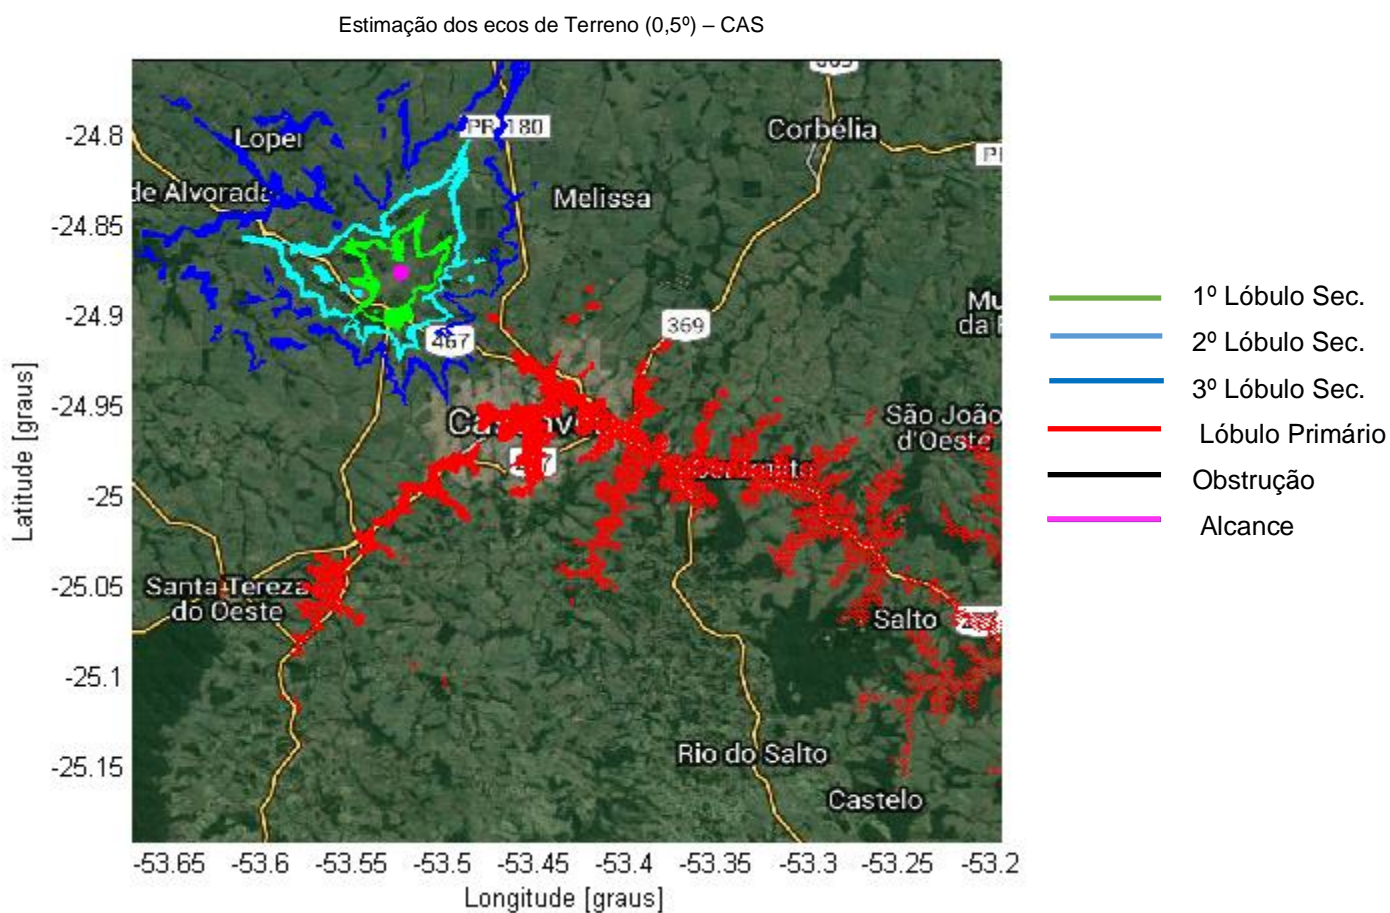 Estimação dos ecos de Terreno (0,5º) – CAS
Latitude [graus]
-24.8
-24.85
-24.9
-24.95
-25
-25.05
-25.1
-25.15
Lopei
PR 180
Corbélia
de Alvorada
Melissa
467
369
São João
d'Oeste
Santa Tereza
do Oeste
Salto
Rio do Salto
Castelo
-53.65 -53.6 -53.55 -53.5 -53.45 -53.4 -53.35 -53.3 -53.25 -53.2
Longitude [graus]
1º Lóbulo Sec.
2º Lóbulo Sec.
3º Lóbulo Sec.
Lóbulo Primário
Obstrução
Alcance